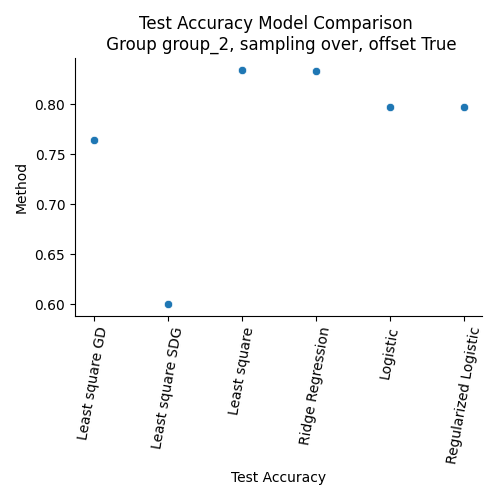 Test Accuracy Model Comparison
Group group_2, sampling over, offset True
Method
0.80
0.75
0.70
0.65
0.60
Least square GD
Least square SDG
Least square
Ridge Regression
Logistic
Regularized Logistic
Test Accuracy